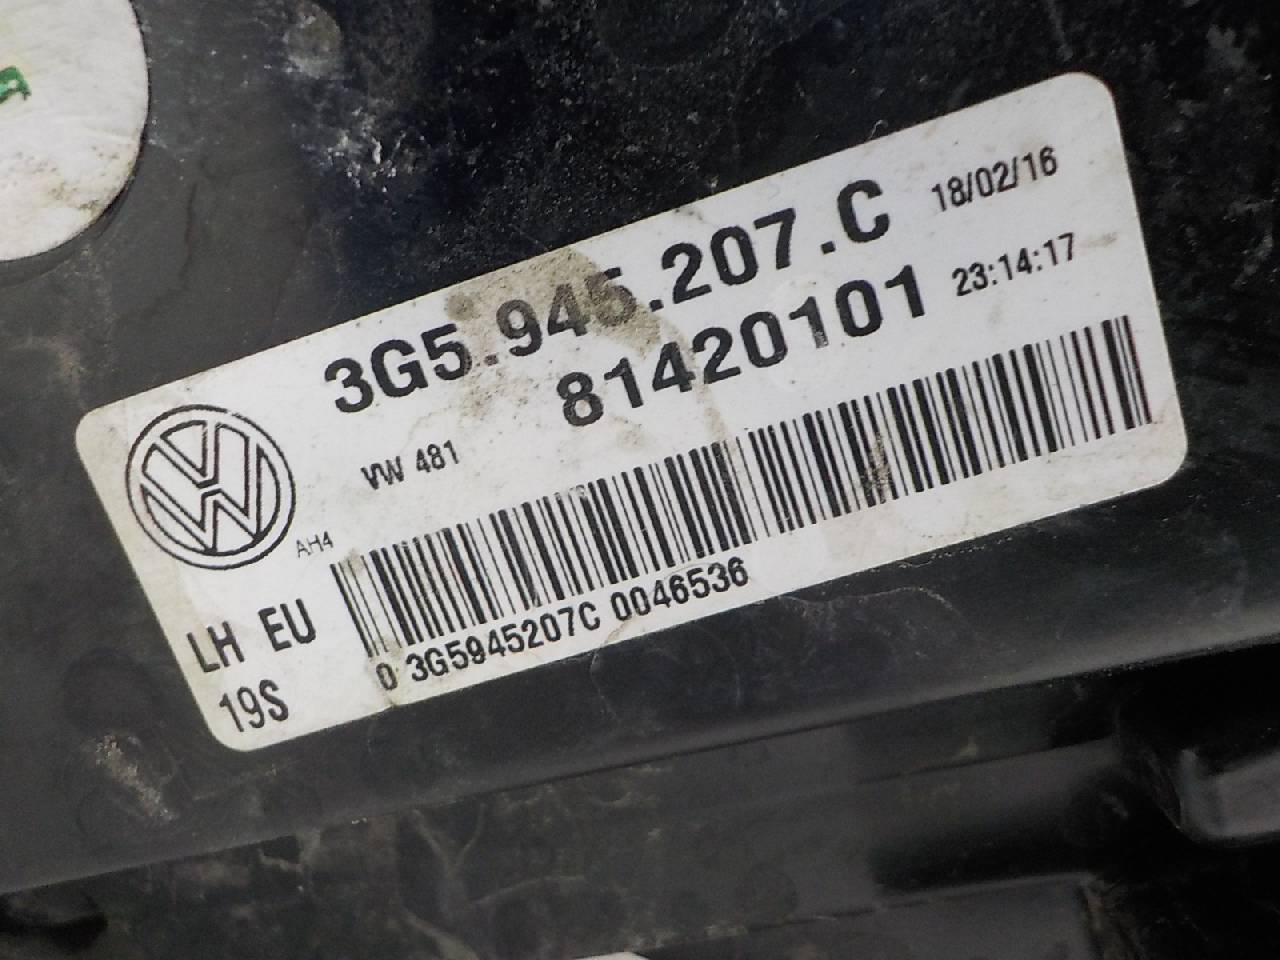 3G5.945.207.C
18/02/16
81420101
23:14:17
VW 481
AH4
LH EU
19S
0 3G5945207C 0046536